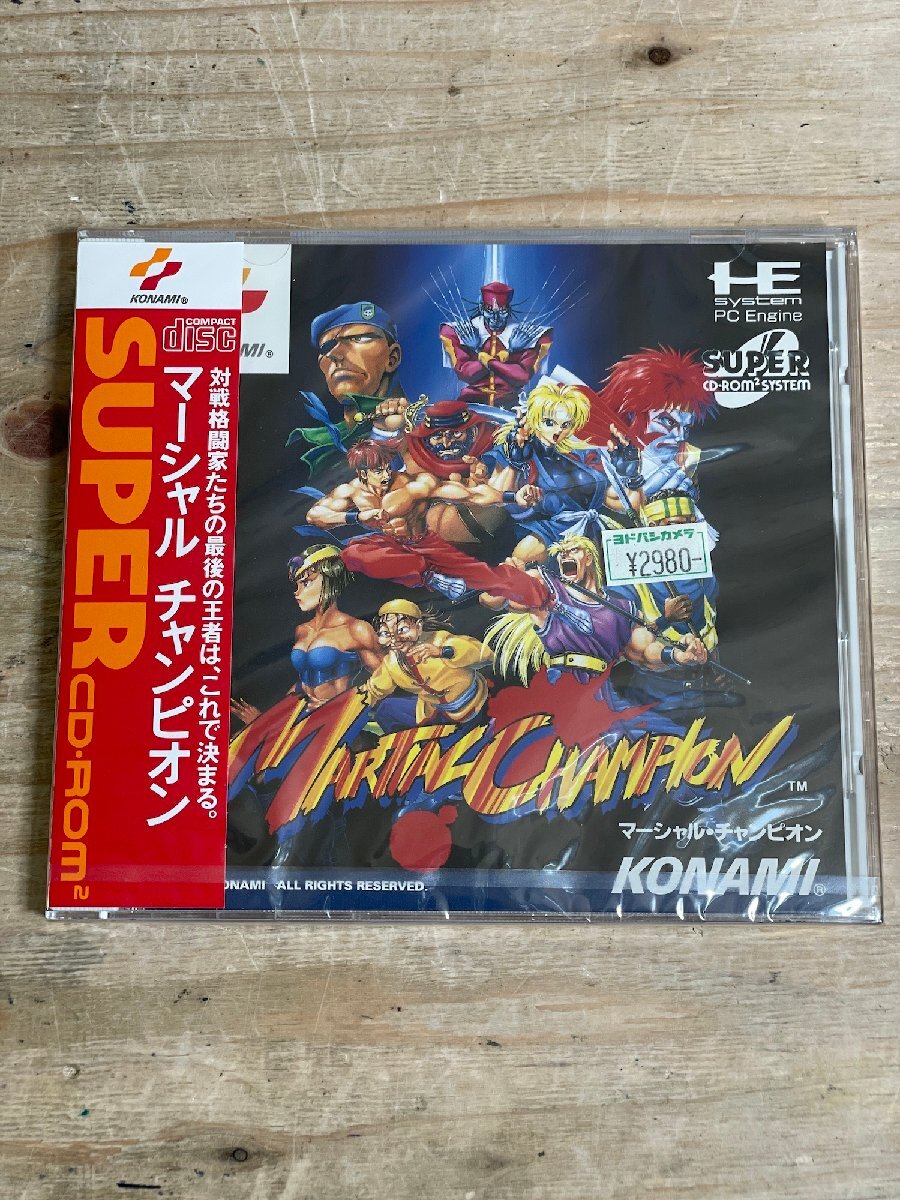 KONAMI®
COMPACT
disc
SUPER CD-ROM²
対戦格闘家たちの最後の王者は、これで決まる。
マーシャル チャンピオン
MI®
HE
system
PC Engine
SUPER
CD-ROM²SYSTEM
ヨドバシカメラ
¥2980-
MARTIAL CHAMPION
TM
マーシャル・チャンピオン
KONAMI®
ONAMI ALL RIGHTS RESERVED.